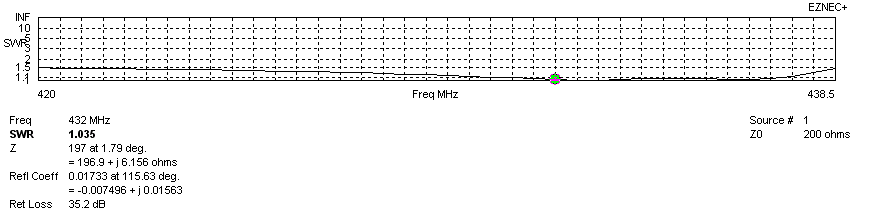 EZNEC+
INF
10
5
SWR
3
2
1.5
1.1
420
Freq MHz
438.5
Freq 432 MHz
Source # 1
SWR 1.035
Z0 200 ohms
Z 197 at 1.79 deg.
= 196.9 + j 6.156 ohms
Refl Coeff 0.01733 at 115.63 deg.
= -0.007496 + j 0.01563
Ret Loss 35.2 dB